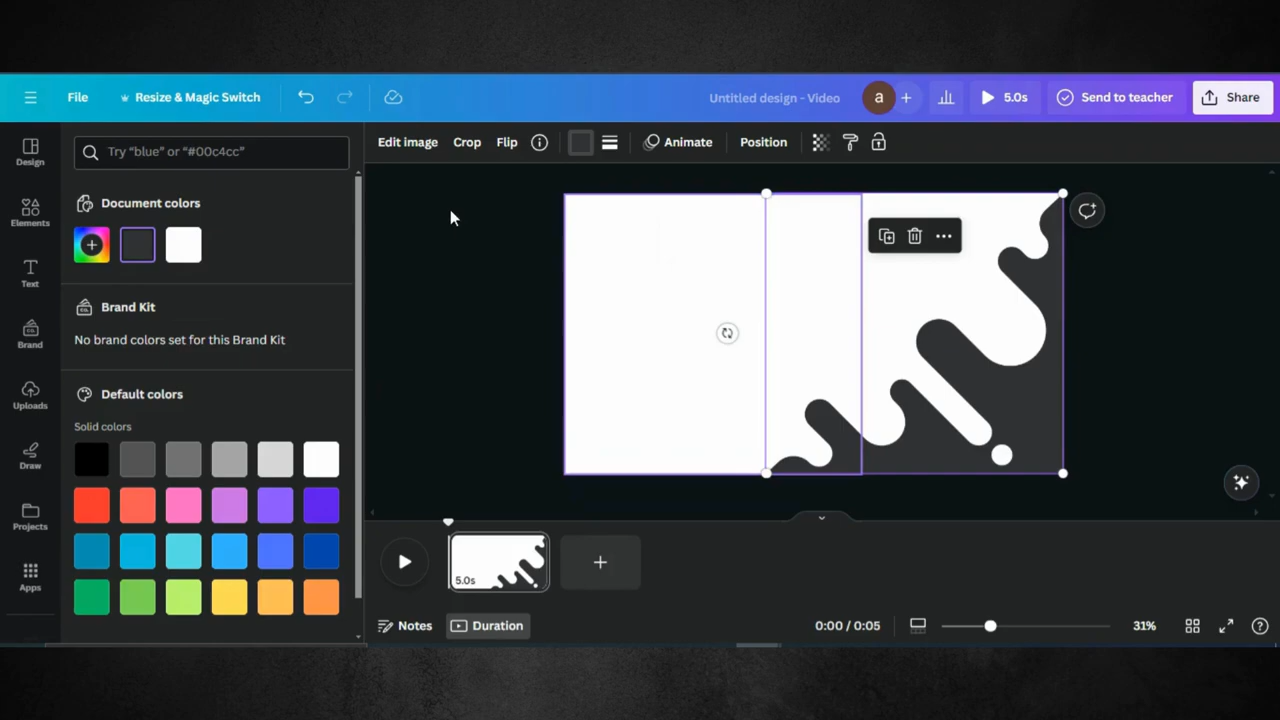 File
Resize & Magic Switch
Untitled design - Video
a
5.0s
Send to teacher
Share
Design
Elements
Text
Brand
Uploads
Draw
Projects
Apps
Try “blue” or “#00c4cc”
Document colors
Brand Kit
No brand colors set for this Brand Kit
Default colors
Solid colors
Edit image
Crop
Flip
Animate
Position
5.0s
Notes
Duration
0:00 / 0:05
31%